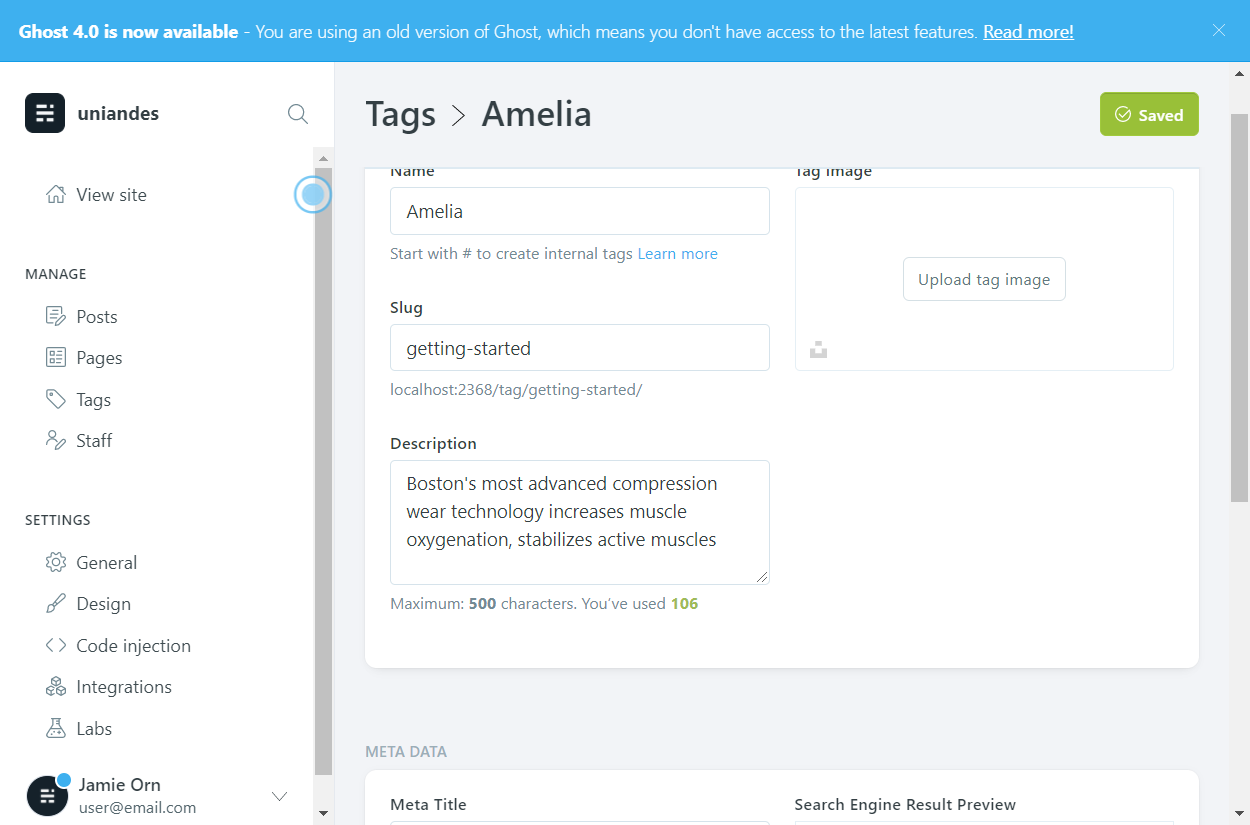 Ghost 4.0 is now available - You are using an old version of Ghost, which means you don't have access to the latest features. Read more!
uniandes
View site
MANAGE
Posts
Pages
Tags
Staff
SETTINGS
General
Design
Code injection
Integrations
Labs
Jamie Orn
user@email.com
Tags > Amelia
Saved
Name
Amelia
Start with # to create internal tags Learn more
Slug
getting-started
localhost:2368/tag/getting-started/
Description
Boston's most advanced compression
wear technology increases muscle
oxygenation, stabilizes active muscles
Maximum: 500 characters. You've used 106
Tag image
Upload tag image
META DATA
Meta Title
Search Engine Result Preview